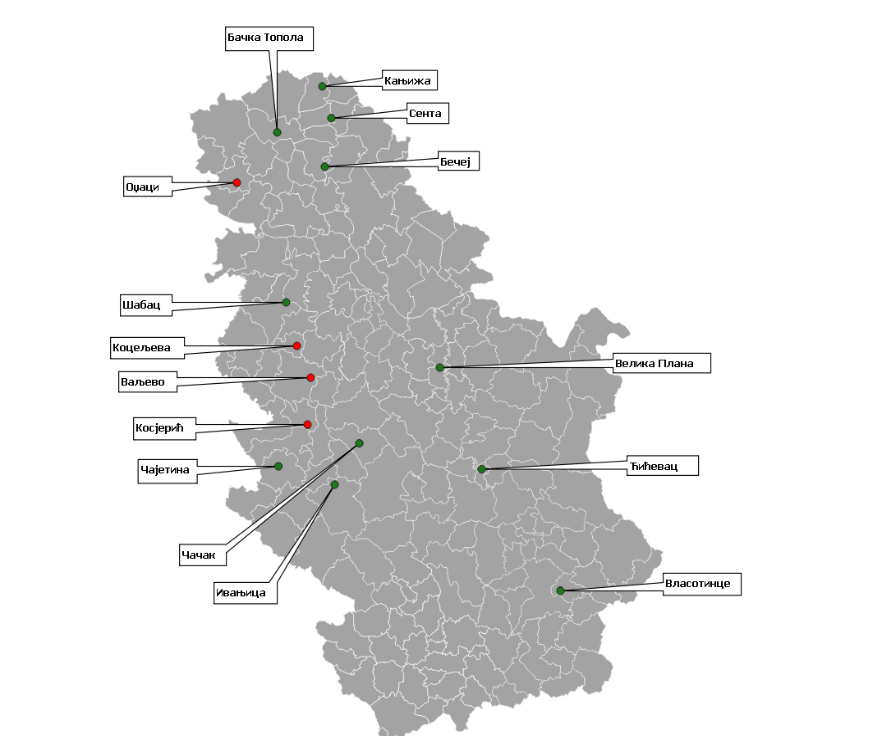 Бачка Топола
Кањижа
Сента
Бечеј
Оџаци
Шабац
Коцељева
Велика Плана
Ваљево
Косјерић
Чајетина
Ћићевац
Чачак
Ивањица
Власотинце